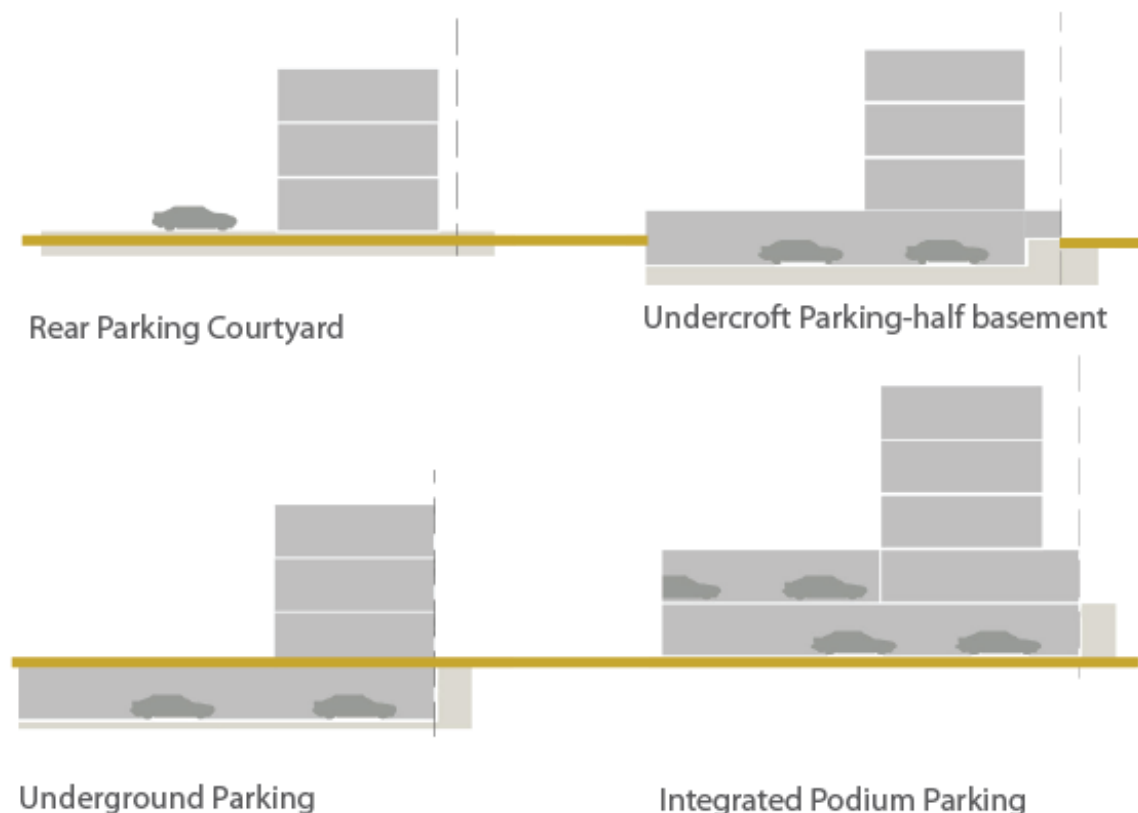 Rear Parking Courtyard
Undercroft Parking-half basement
Underground Parking
Integrated Podium Parking